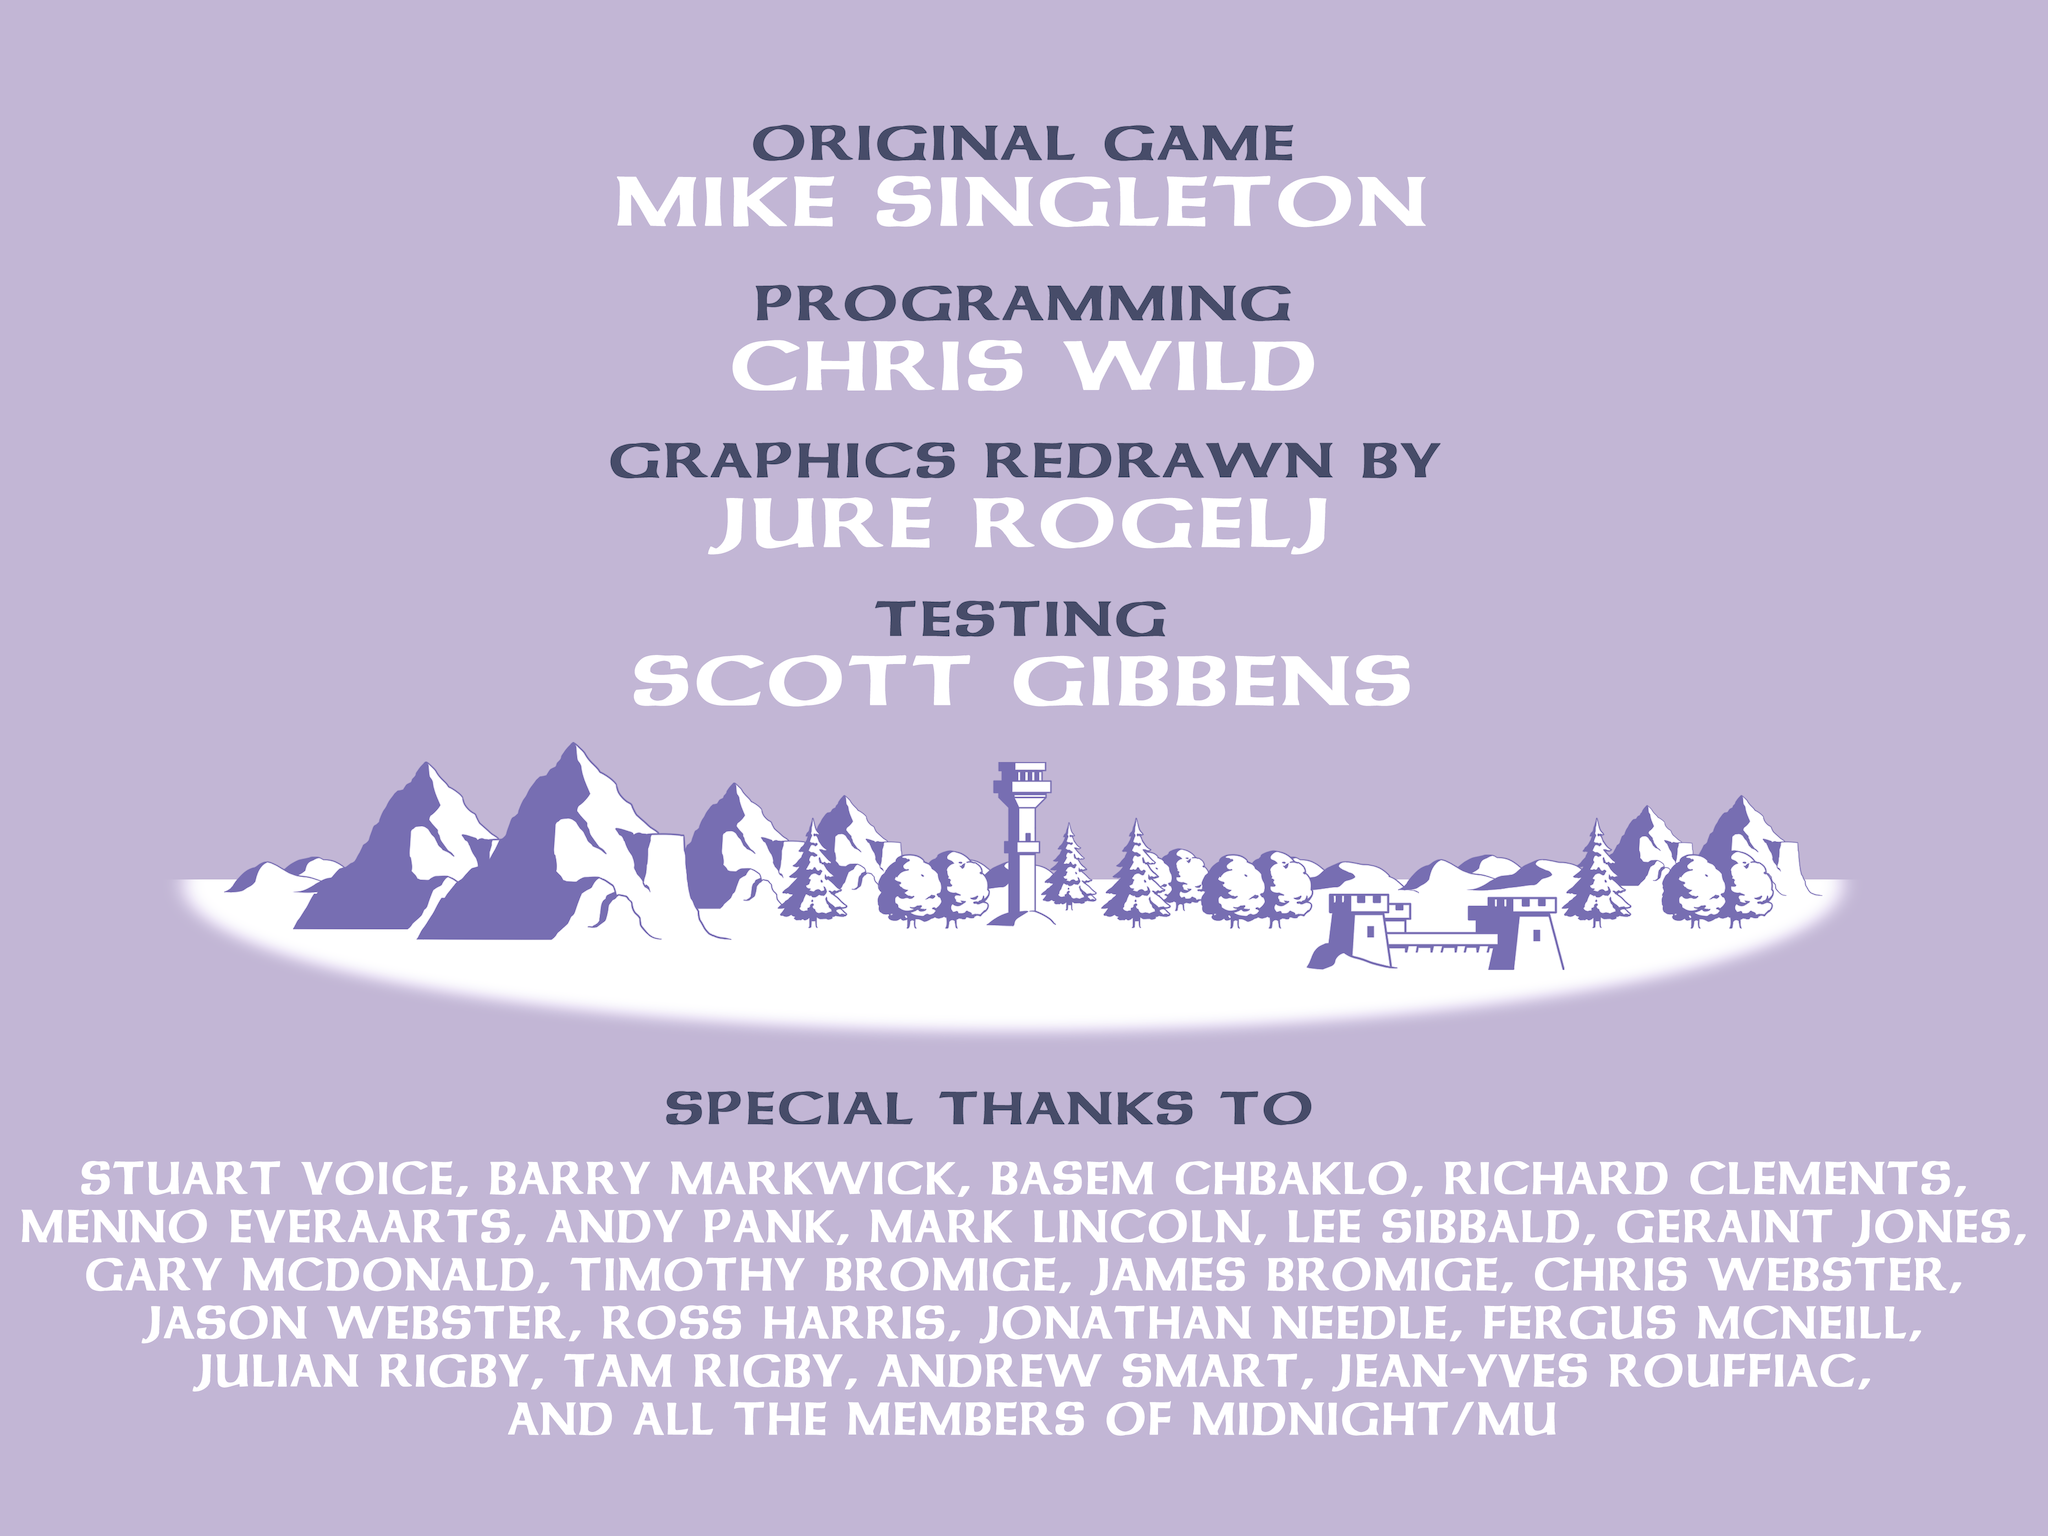 ORIGINAL GAME
MIKE SINGLETON
PROGRAMMING
CHRIS WILD
GRAPHICS REDRAWN BY
JURE ROGELJ
TESTING
SCOTT GIBBENS
SPECIAL THANKS TO
STUART VOICE, BARRY MARKWICK, BASEM CHBAKLO, RICHARD CLEMENTS,
MENNO EVERAARTS, ANDY PANK, MARK LINCOLN, LEE SIBBALD, GERAINT JONES,
GARY MCDONALD, TIMOTHY BROMIGE, JAMES BROMIGE, CHRIS WEBSTER,
JASON WEBSTER, ROSS HARRIS, JONATHAN NEEDLE, FERGUS MCNEILL,
JULIAN RIGBY, TAM RIGBY, ANDREW SMART, JEAN-YVES ROUFFIAC,
AND ALL THE MEMBERS OF MIDNIGHT/MU